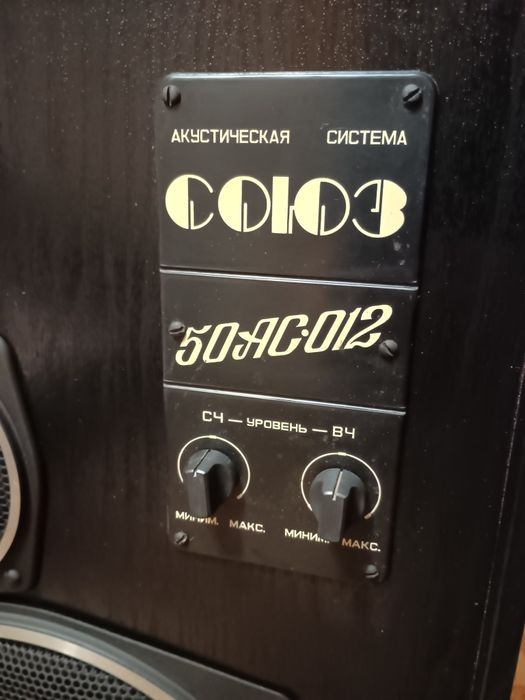 АКУСТИЧЕСКАЯ СИСТЕМА
СОЮЗ
50АС-012
СЧ — УРОВЕНЬ — ВЧ
МИНИМ. МАКС. МИНИМ. МАКС.